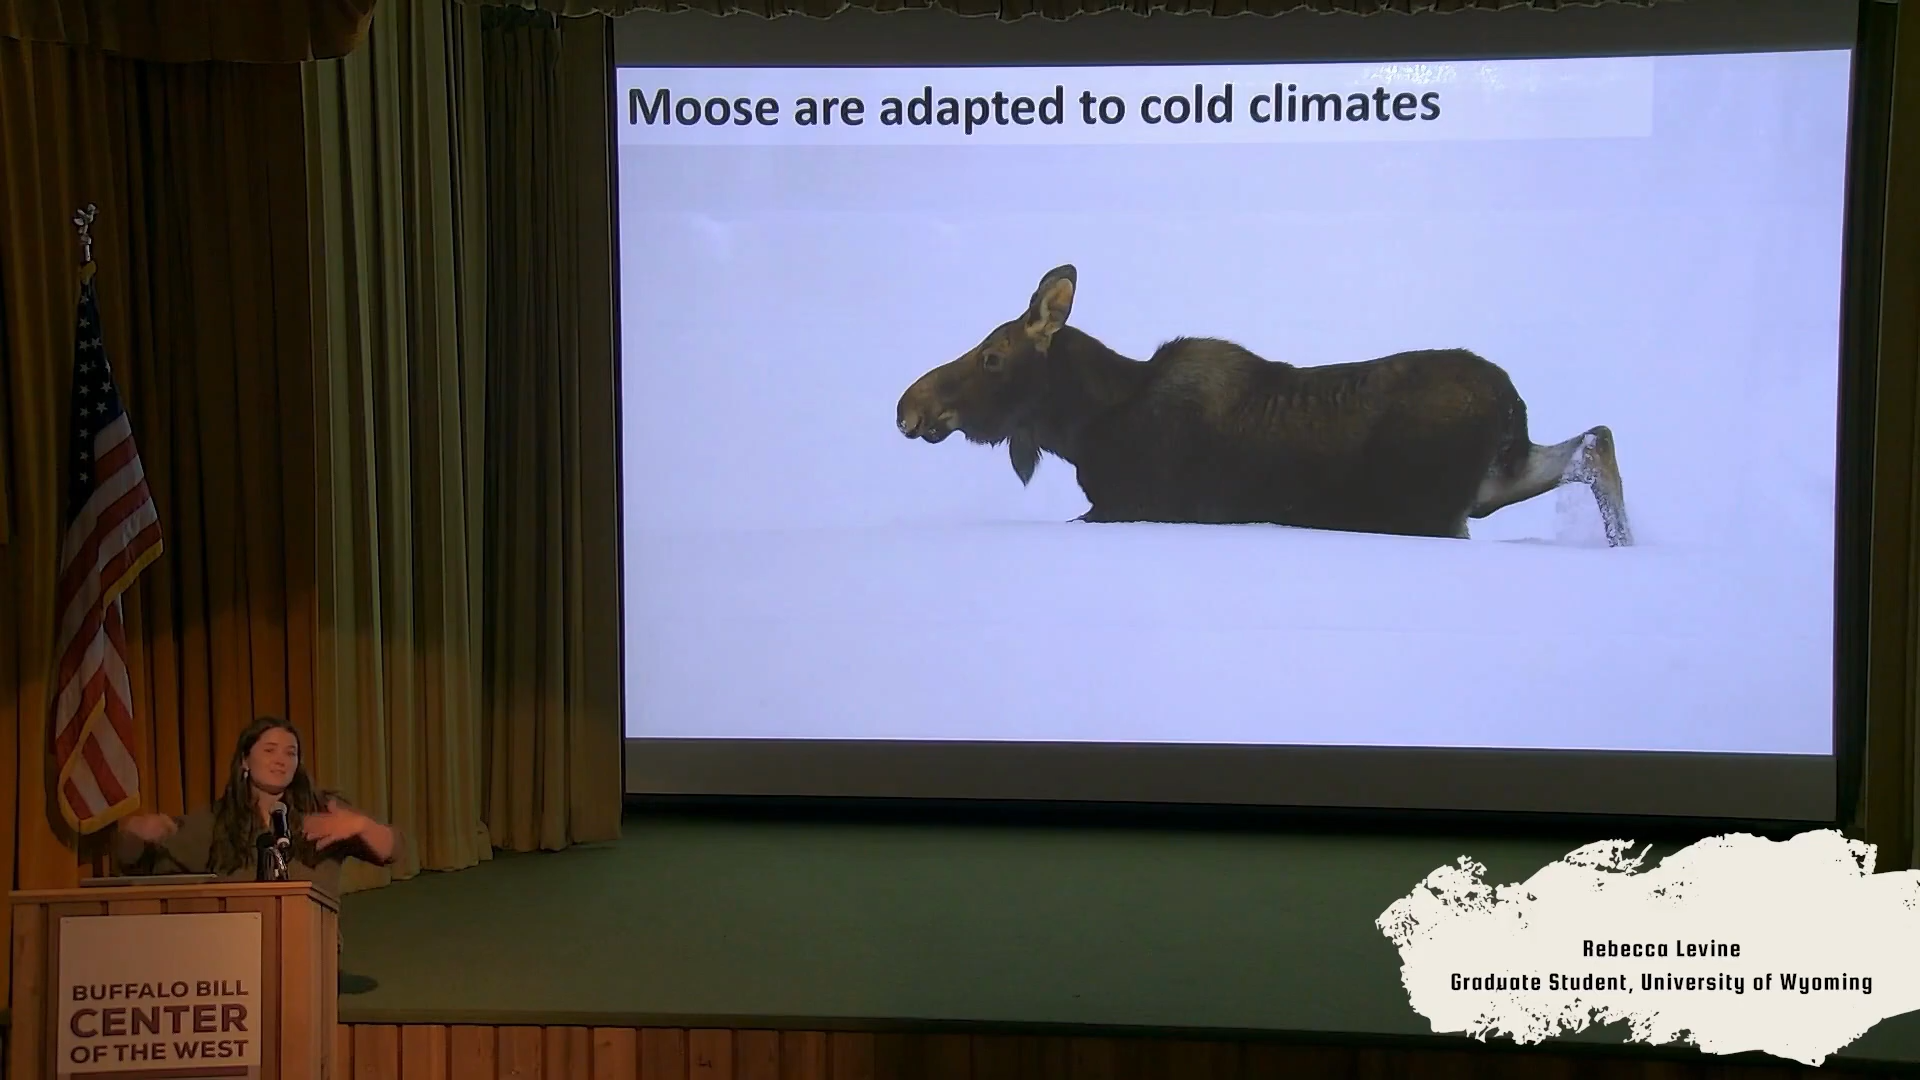 Moose are adapted to cold climates
BUFFALO BILL
CENTER
OF THE WEST
Rebecca Levine
Graduate Student, University of Wyoming